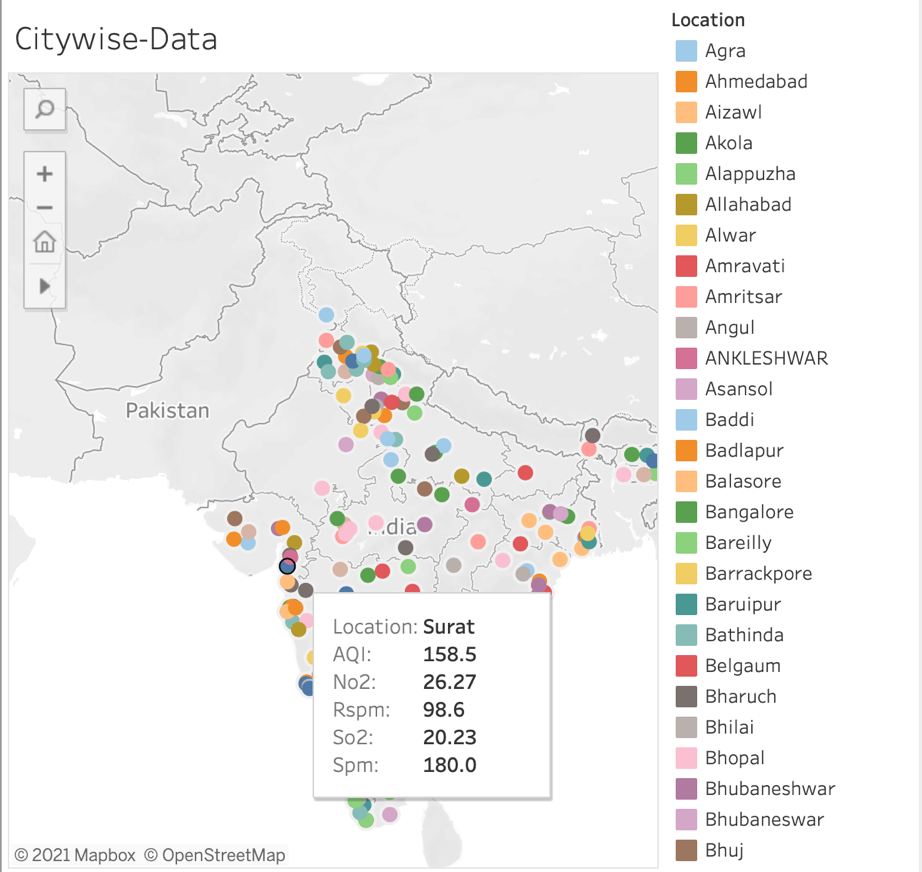 Citywise-Data
Pakistan
dia
Location: Surat
AQI: 158.5
No2: 26.27
Rspm: 98.6
So2: 20.23
Spm: 180.0
© 2021 Mapbox © OpenStreetMap
Location
Agra
Ahmedabad
Aizawl
Akola
Alappuzha
Allahabad
Alwar
Amravati
Amritsar
Angul
ANKLESHWAR
Asansol
Baddi
Badlapur
Balasore
Bangalore
Bareilly
Barrackpore
Baruipur
Bathinda
Belgaum
Bharuch
Bhilai
Bhopal
Bhubaneshwar
Bhubaneswar
Bhuj